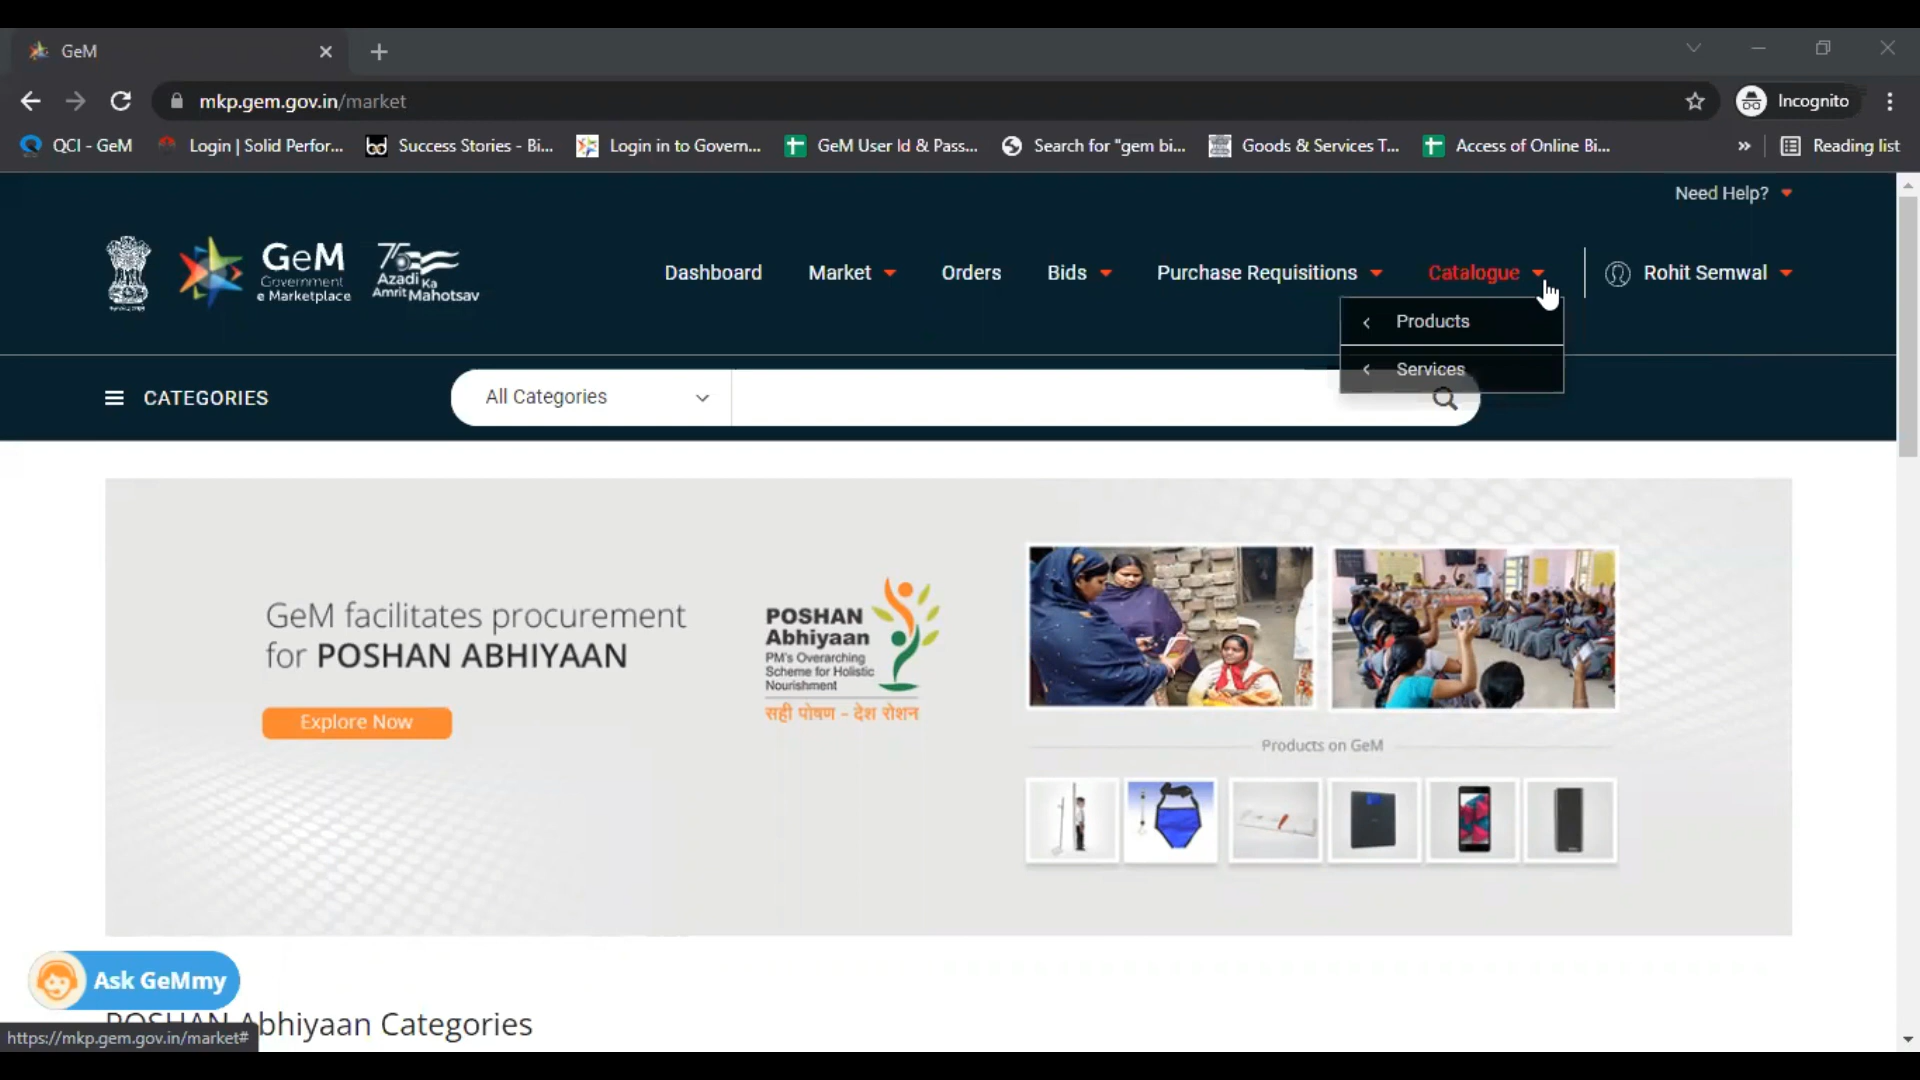 GeM
mkp.gem.gov.in/market
Incognito
QCI - GeM
Login | Solid Perfor...
Success Stories - Bi...
Login in to Govern...
GeM User Id & Pass...
Search for "gem bi...
Goods & Services T...
Access of Online Bi...
»
Reading list
Need Help?
GeM
Government
e Marketplace
75
Azadi Ka
Amrit Mahotsav
Dashboard
Market
Orders
Bids
Purchase Requisitions
Catalogue
Rohit Semwal
Products
Services
CATEGORIES
All Categories
GeM facilitates procurement
for POSHAN ABHIYAAN
Explore Now
POSHAN
Abhiyaan
PM's Overarching
Scheme for Holistic
Nourishment
सही पोषण - देश रोशन
Products on GeM
Ask GeMmy
POSHAN Abhiyaan Categories
https://mkp.gem.gov.in/market#